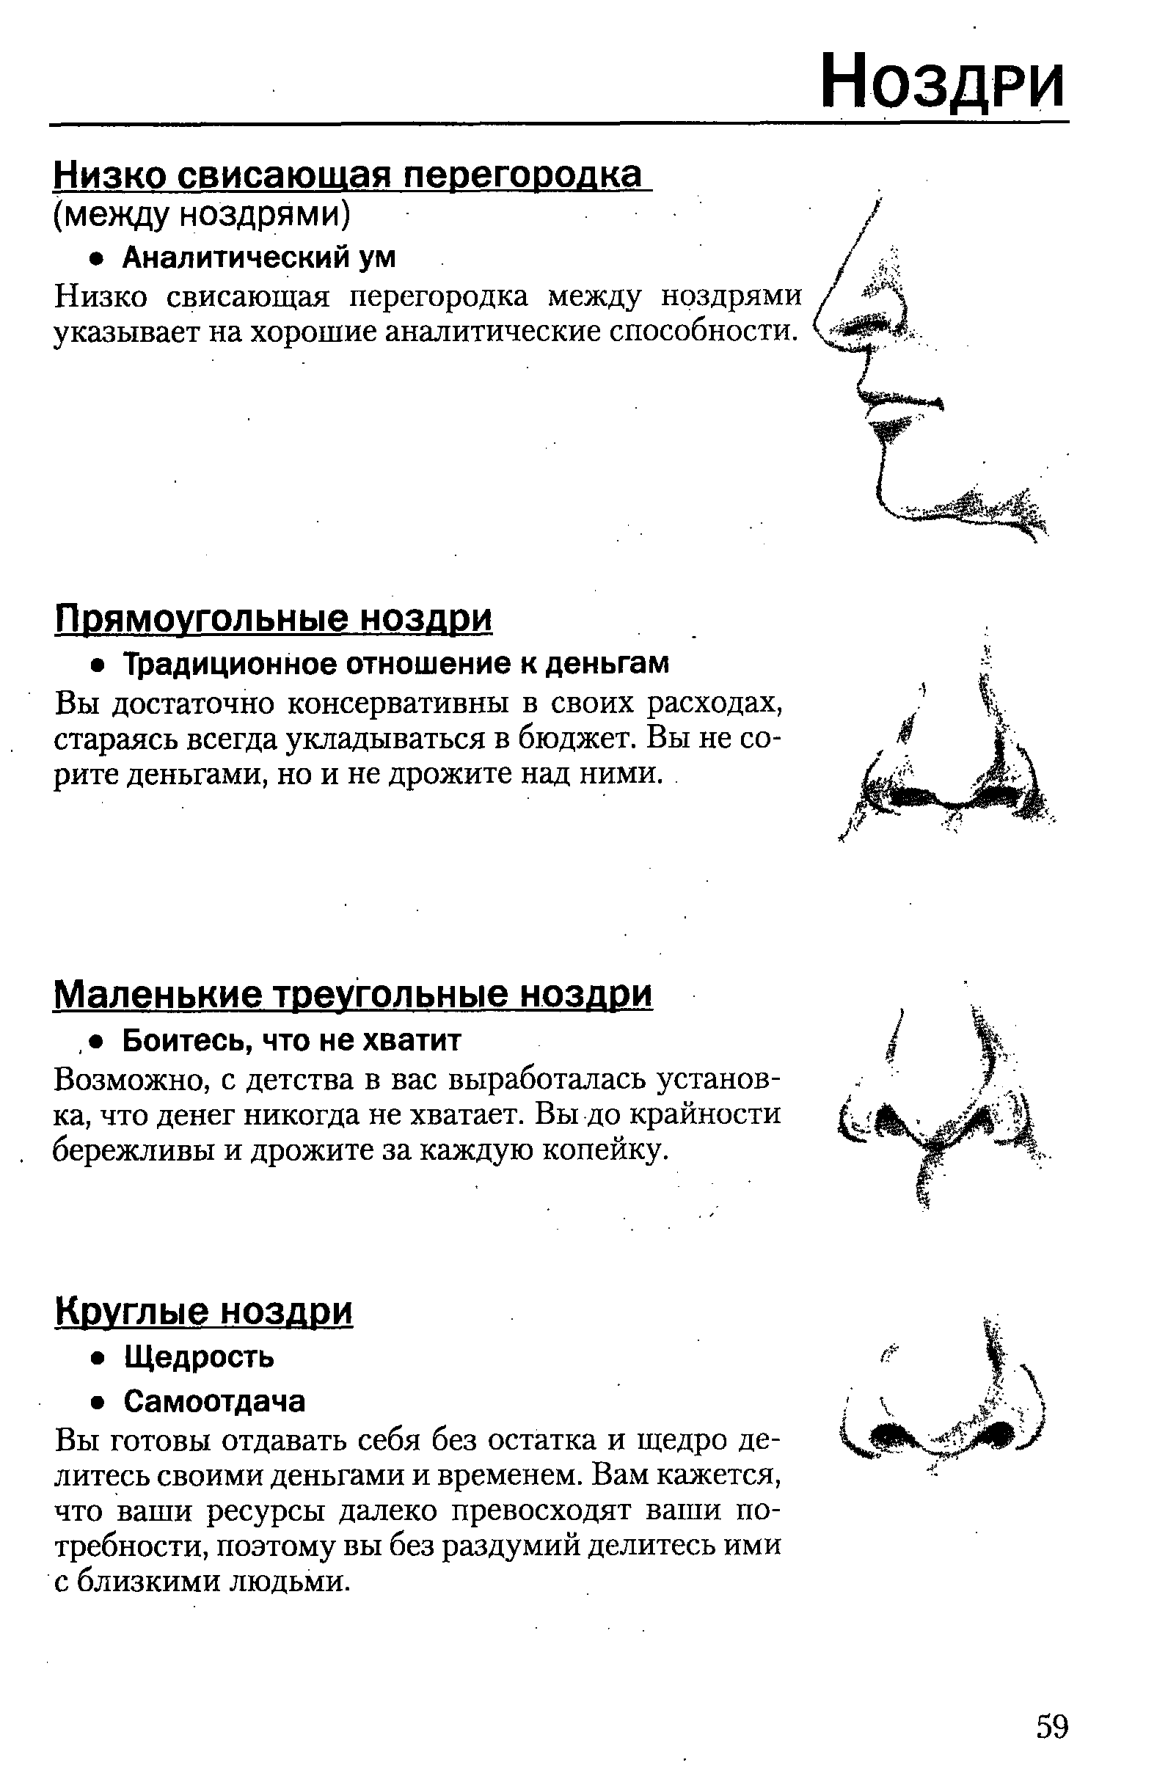 Ноздри
Низко свисающая перегородка
(между ноздрями)
• Аналитический ум
Низко свисающая перегородка между ноздрями
указывает на хорошие аналитические способности.
Прямоугольные ноздри
• Традиционное отношение к деньгам
Вы достаточно консервативны в своих расходах,
стараясь всегда укладываться в бюджет. Вы не со-
рите деньгами, но и не дрожите над ними.
Маленькие треугольные ноздри
• Боитесь, что не хватит
Возможно, с детства в вас выработалась установ-
ка, что денег никогда не хватает. Вы до крайности
бережливы и дрожите за каждую копейку.
Круглые ноздри
• Щедрость
• Самоотдача
Вы готовы отдавать себя без остатка и щедро де-
литесь своими деньгами и временем. Вам кажется,
что ваши ресурсы далеко превосходят ваши по-
требности, поэтому вы без раздумий делитесь ими
с близкими людьми.
59